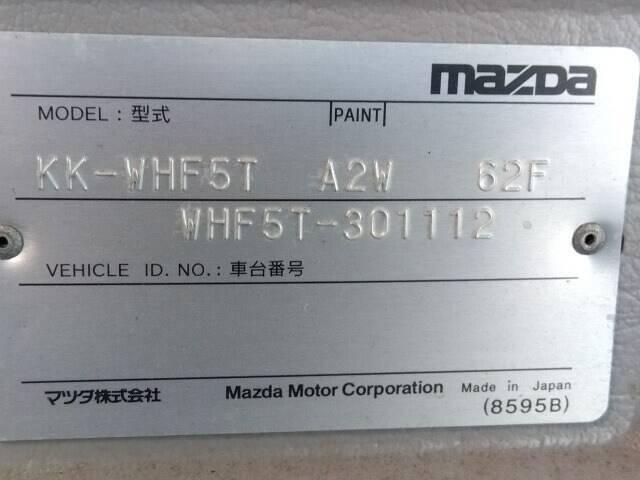 mazda
MODEL : 型式 PAINT
KK-WHF5T A2W 62F
WHF5T-301112
VEHICLE ID. NO. : 車台番号
マツダ株式会社 Mazda Motor Corporation Made in Japan
(8595B)